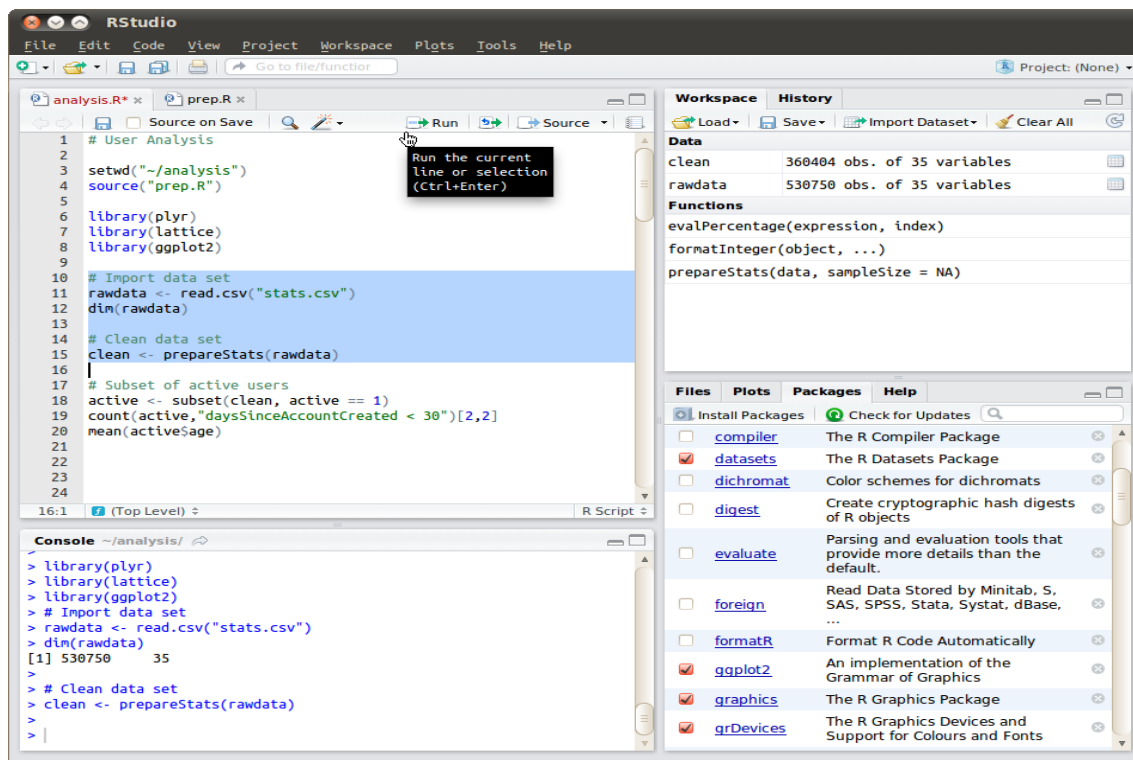 RStudio
File Edit Code View Project Workspace Plots Tools Help
Go to file/function
Project: (None)
analysis.R* prep.R
Source on Save Run Source
1 # User Analysis
2
3 setwd("~/analysis")
4 source("prep.R")
5
6 library(plyr)
7 library(lattice)
8 library(ggplot2)
9
10 # Import data set
11 rawdata <- read.csv("stats.csv")
12 dim(rawdata)
13
14 # Clean data set
15 clean <- prepareStats(rawdata)
16
17 # Subset of active users
18 active <- subset(clean, active == 1)
19 count(active,"daysSinceAccountCreated < 30")[2,2]
20 mean(active$age)
21
22
23
24
Run the current
line or selection
(Ctrl+Enter)
16:1 (Top Level) R Script
Console ~/analysis/
>
> library(plyr)
> library(lattice)
> library(ggplot2)
> # Import data set
> rawdata <- read.csv("stats.csv")
> dim(rawdata)
[1] 530750 35
>
> # Clean data set
> clean <- prepareStats(rawdata)
>
>
Workspace History
Load Save Import Dataset Clear All
Data
clean 360404 obs. of 35 variables
rawdata 530750 obs. of 35 variables
Functions
evalPercentage(expression, index)
formatInteger(object, ...)
prepareStats(data, sampleSize = NA)
Files Plots Packages Help
Install Packages Check for Updates
compiler The R Compiler Package
datasets The R Datasets Package
dichromat Color schemes for dichromats
digest Create cryptographic hash digests
of R objects
evaluate Parsing and evaluation tools that
provide more details than the
default.
foreign Read Data Stored by Minitab, S,
SAS, SPSS, Stata, Systat, dBase,
...
formatR Format R Code Automatically
ggplot2 An implementation of the
Grammar of Graphics
graphics The R Graphics Package
grDevices The R Graphics Devices and
Support for Colours and Fonts